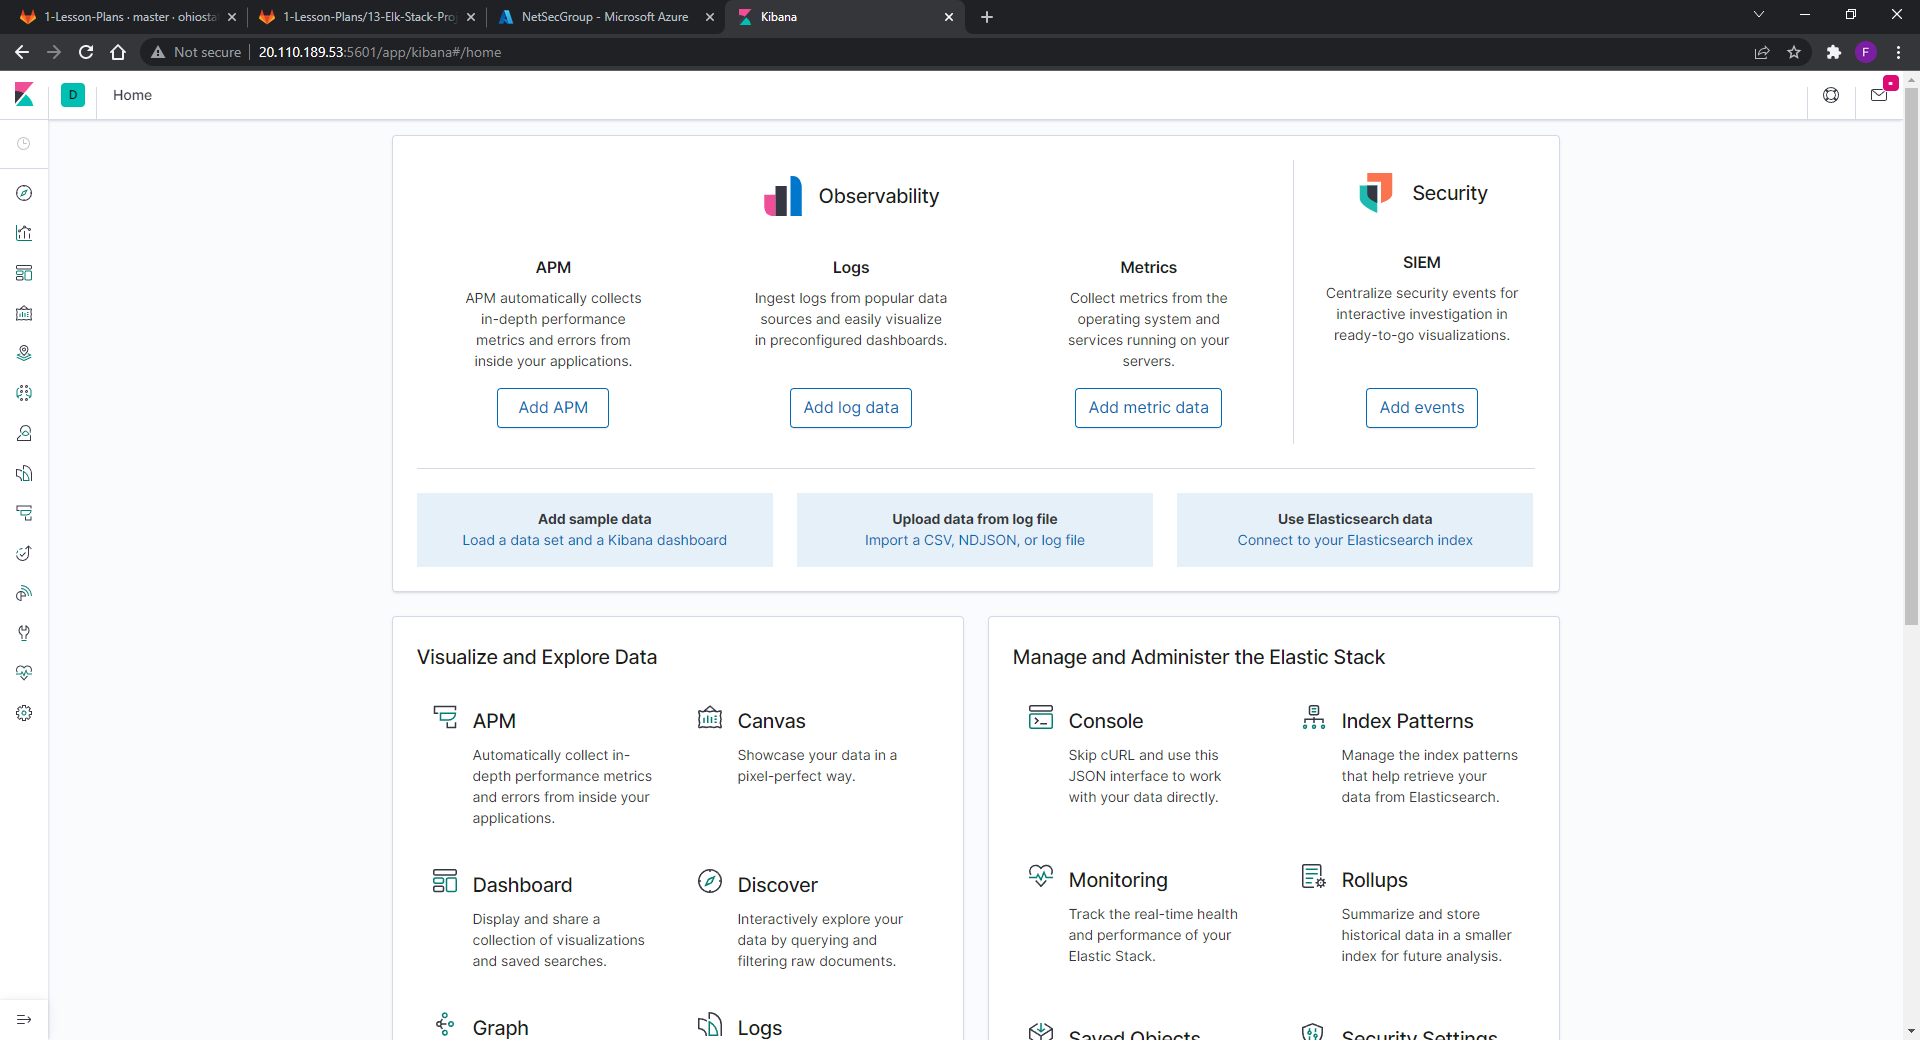 1-Lesson-Plans · master · ohiosta
1-Lesson-Plans/13-Elk-Stack-Proj
NetSecGroup - Microsoft Azure
Kibana
Not secure
20.110.189.53:5601/app/kibana#/home
F
D
Home
Observability
Security
APM
APM automatically collects
in-depth performance
metrics and errors from
inside your applications.
Add APM
Logs
Ingest logs from popular data
sources and easily visualize
in preconfigured dashboards.
Add log data
Metrics
Collect metrics from the
operating system and
services running on your
servers.
Add metric data
SIEM
Centralize security events for
interactive investigation in
ready-to-go visualizations.
Add events
Add sample data
Load a data set and a Kibana dashboard
Upload data from log file
Import a CSV, NDJSON, or log file
Use Elasticsearch data
Connect to your Elasticsearch index
Visualize and Explore Data
APM
Automatically collect in-
depth performance metrics
and errors from inside your
applications.
Canvas
Showcase your data in a
pixel-perfect way.
Dashboard
Display and share a
collection of visualizations
and saved searches.
Discover
Interactively explore your
data by querying and
filtering raw documents.
Graph
Logs
Manage and Administer the Elastic Stack
Console
Skip cURL and use this
JSON interface to work
with your data directly.
Index Patterns
Manage the index patterns
that help retrieve your
data from Elasticsearch.
Monitoring
Track the real-time health
and performance of your
Elastic Stack.
Rollups
Summarize and store
historical data in a smaller
index for future analysis.
Saved Objects
Security Settings